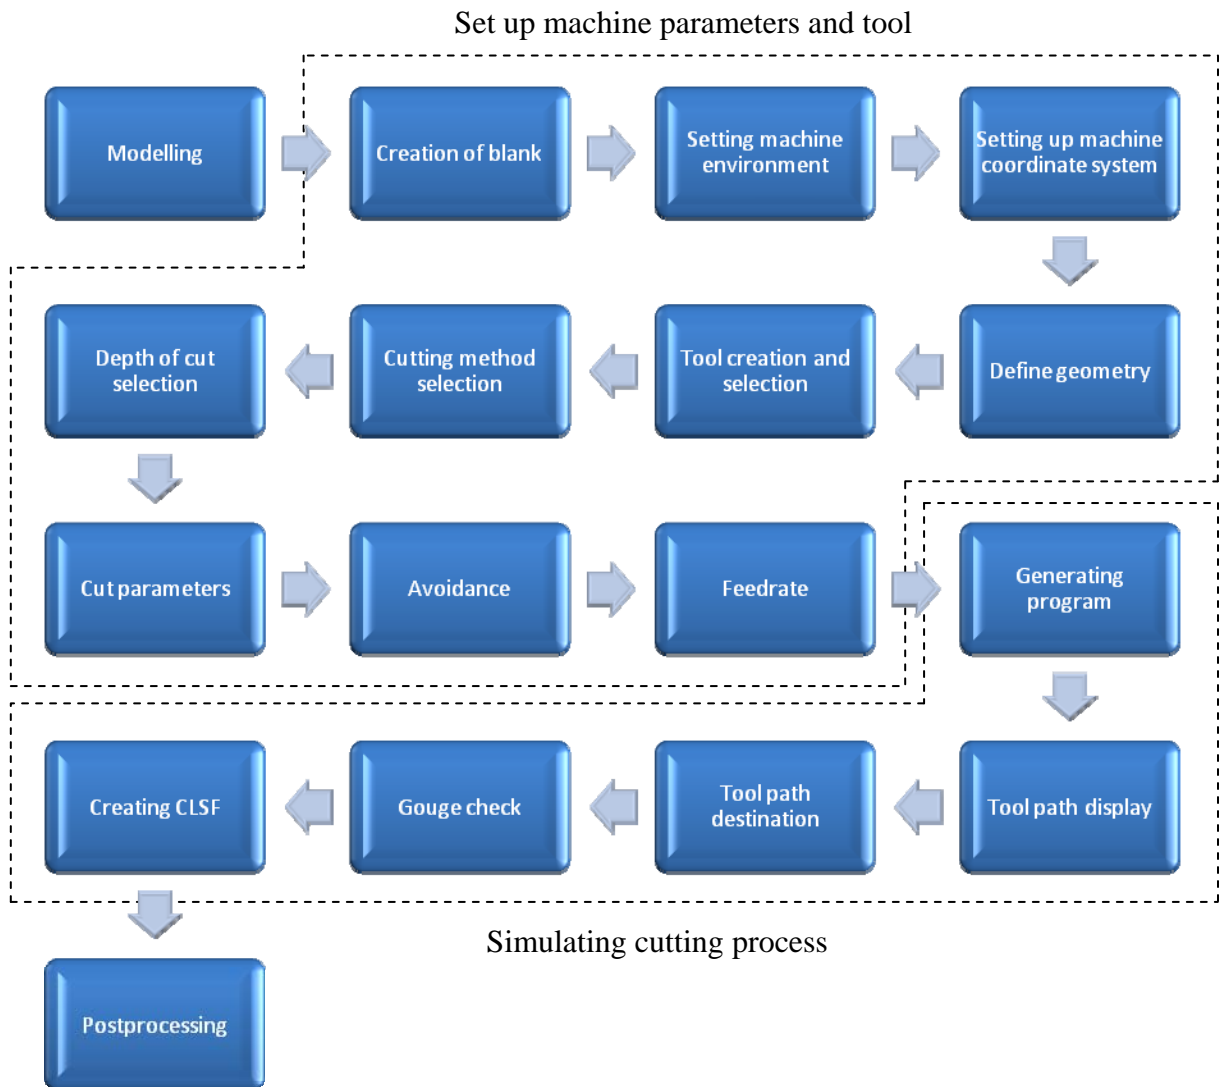 Set up machine parameters and tool
Modelling
Creation of blank
Setting machine
environment
Setting up machine
coordinate system
Depth of cut
selection
Cutting method
selection
Tool creation and
selection
Define geometry
Cut parameters
Avoidance
Feedrate
Generating
program
Creating CLSF
Gouge check
Tool path
destination
Tool path display
Simulating cutting process
Postprocessing